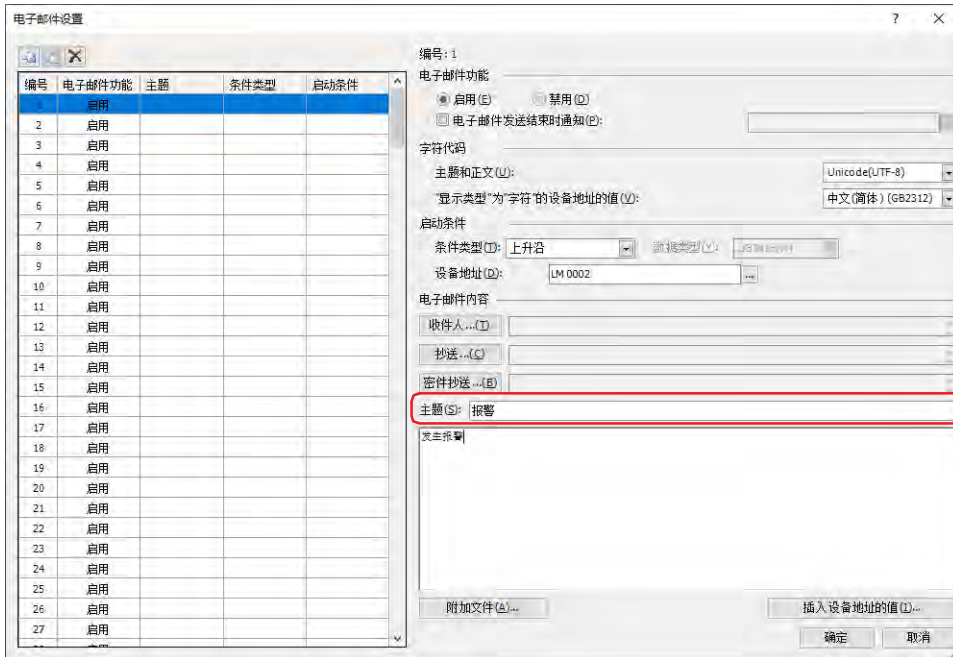 电子邮件设置
编号:1
电子邮件功能
编号 电子邮件功能 主题 条件类型 启动条件
启用(E) 禁用(D)
启用
电子邮件发送结束时通知(P):
2 启用
3 启用
字符代码
4 启用
主题和正文(U): Unicode(UTF-8)
5 启用
"显示类型"为"字符"的设备地址的值(V): 中文(简体) (GB2312)
6 启用
7 启用
启动条件
8 启用
条件类型(T): 上升沿 数据类型(Y):
9 启用
设备地址(D): LM 0002 ...
10 启用
电子邮件内容
11 启用
12 启用
收件人...(T)
13 启用
抄送...(C)
14 启用
15 启用
密件抄送...(B)
16 启用
主题(S): 报警
17 启用
发生报警
18 启用
19 启用
20 启用
21 启用
22 启用
23 启用
24 启用
25 启用
26 启用
附加文件(A)... 插入设备地址的值(I)...
27 启用
确定 取消